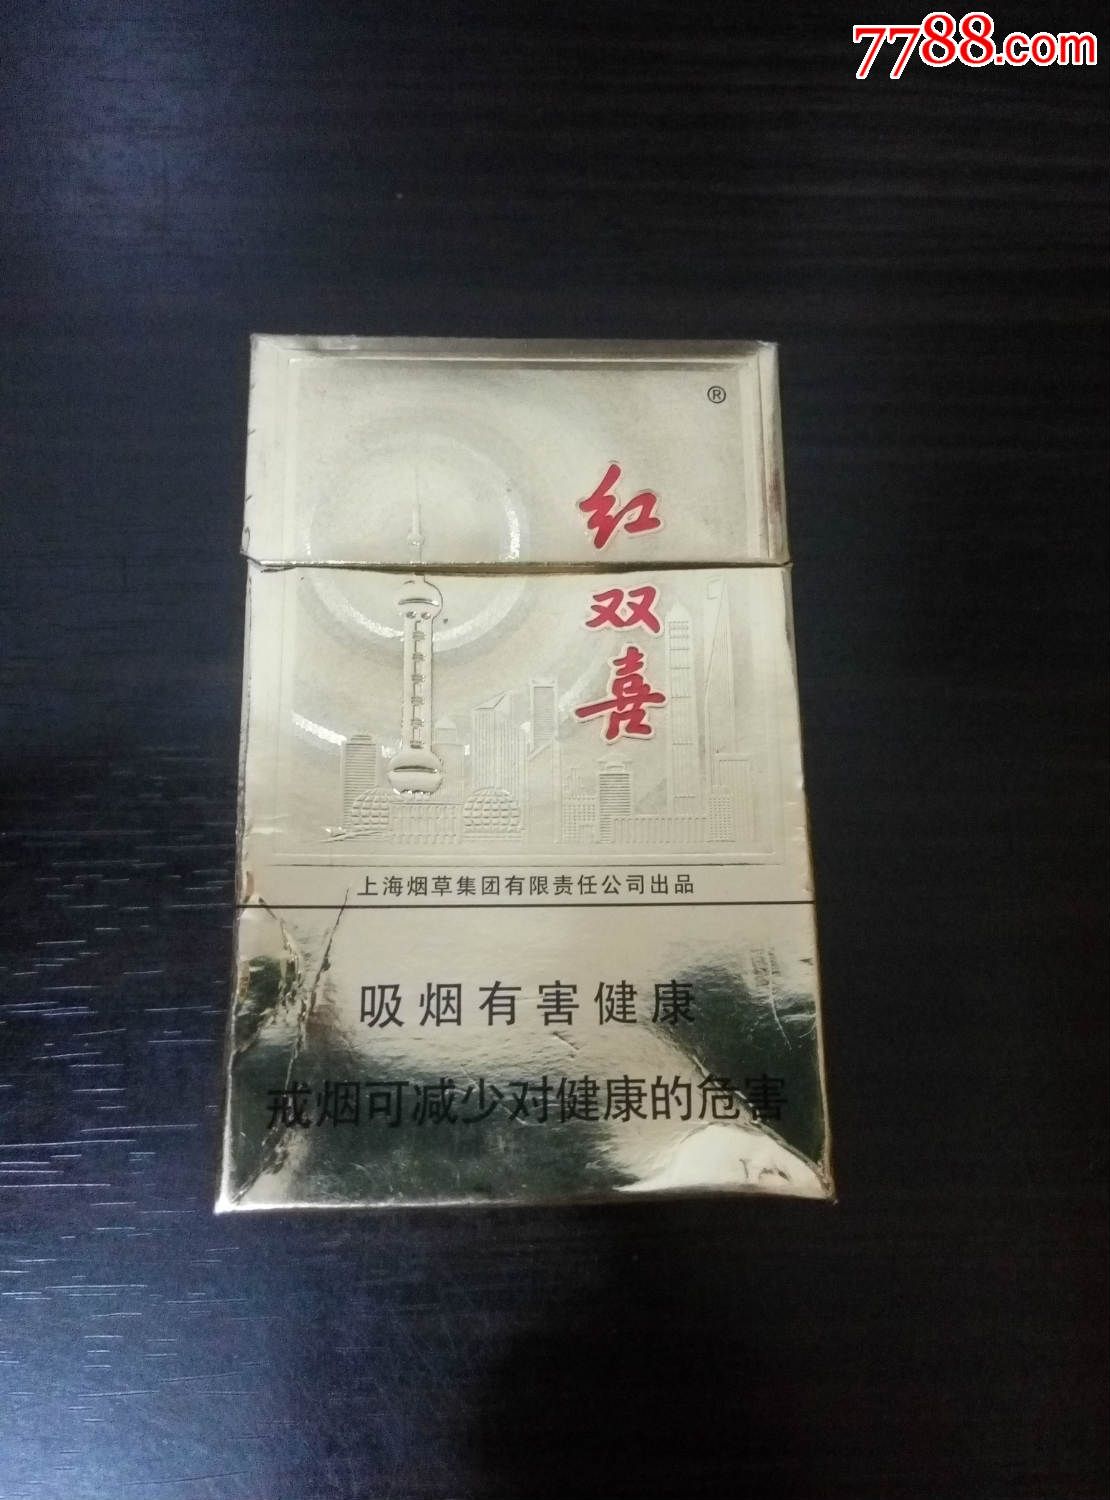 7788.com
®
红双喜
上海烟草集团有限责任公司出品
吸烟有害健康
戒烟可减少对健康的危害